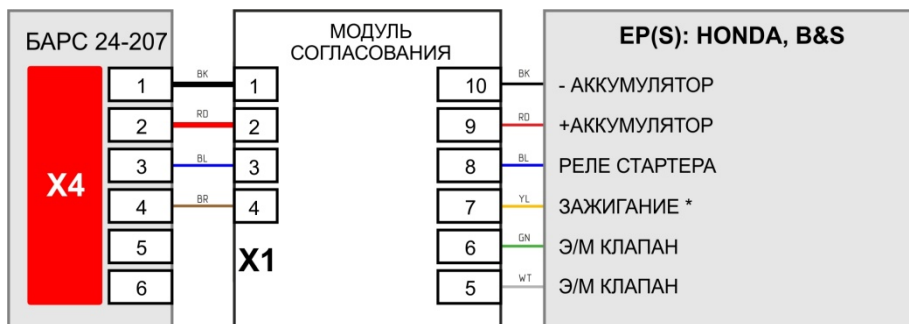 БАРС 24-207
X4
1
2
3
4
5
6
BK
RD
BL
BR
МОДУЛЬ
СОГЛАСОВАНИЯ
1
2
3
4
X1
10
9
8
7
6
5
BK
RD
BL
YL
GN
WT
EP(S): HONDA, B&S
- АККУМУЛЯТОР
+АККУМУЛЯТОР
РЕЛЕ СТАРТЕРА
ЗАЖИГАНИЕ *
Э/М КЛАПАН
Э/М КЛАПАН